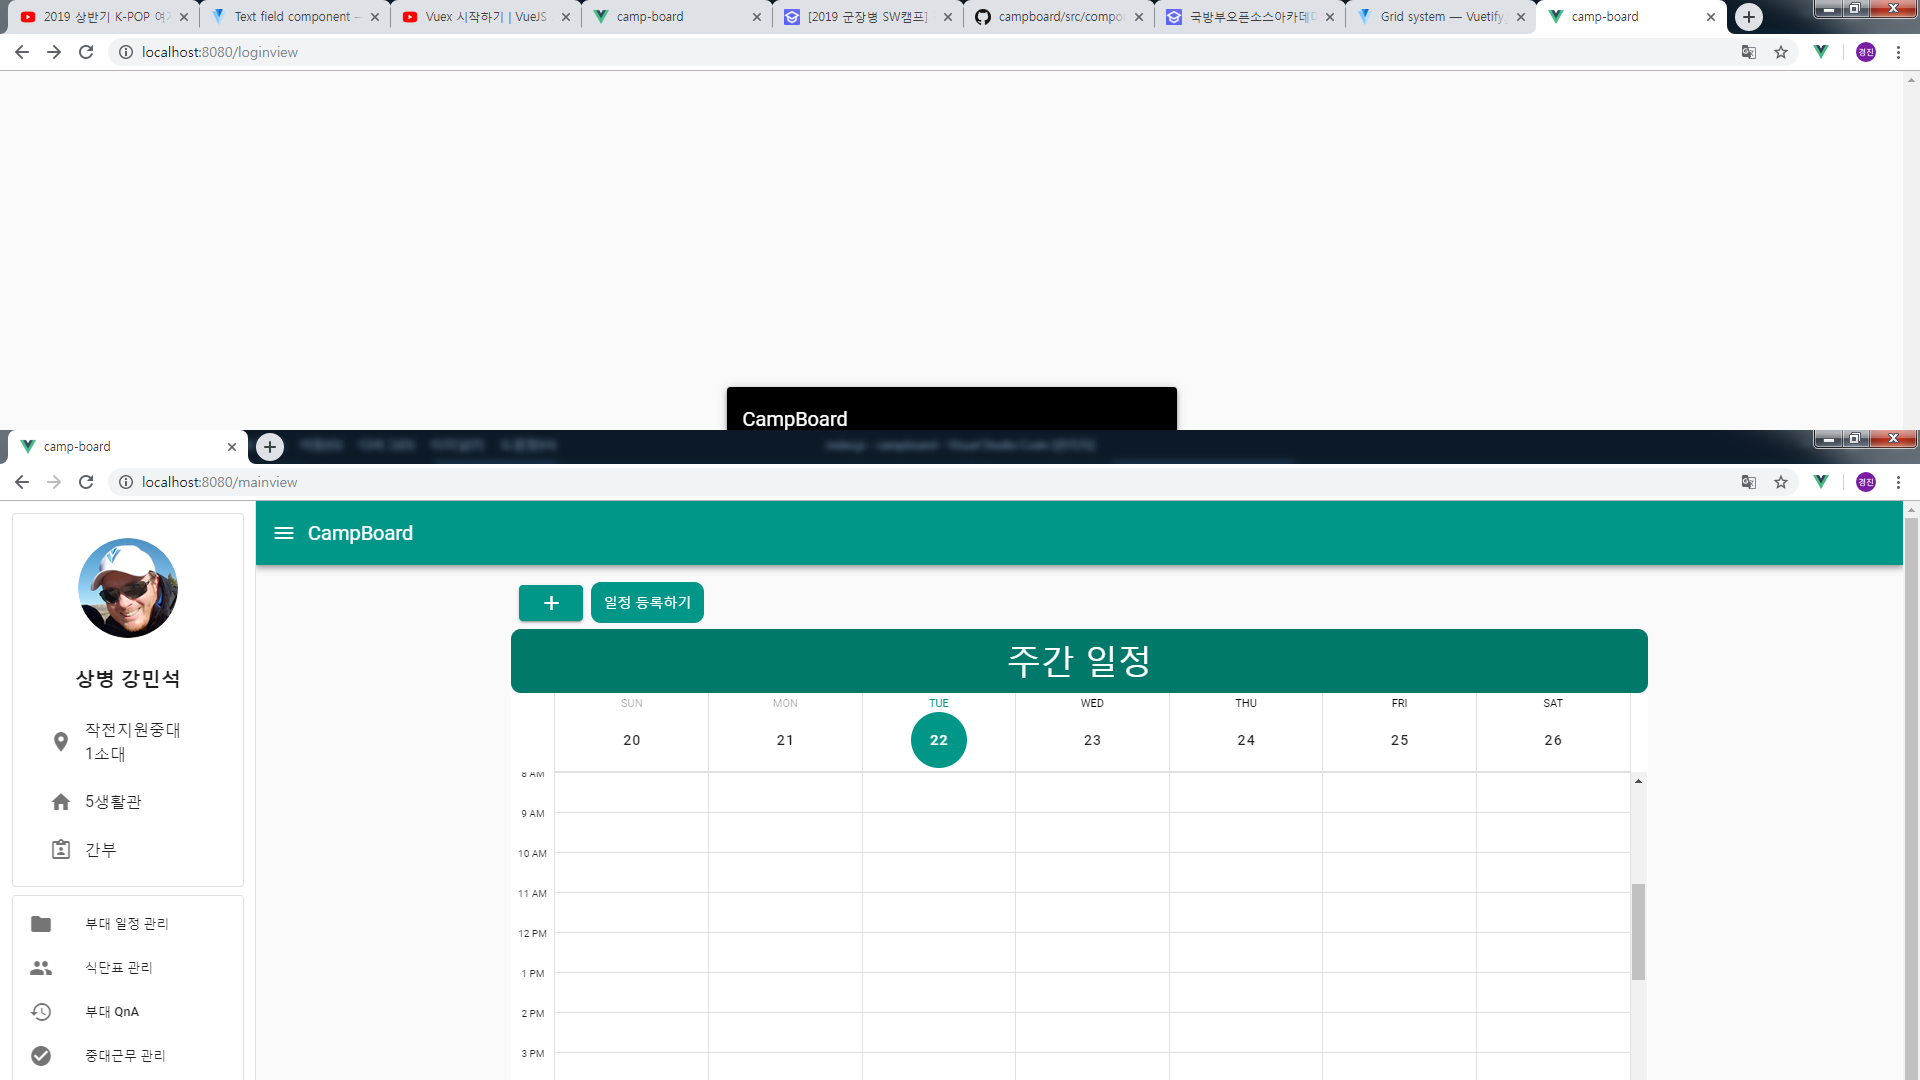 2019 상반기 K-POP 여
Text field component –
Vuex 시작하기 | VueJS
camp-board
[2019 군장병 SW캠프]
campboard/src/compo
국방부오픈소스아카데
Grid system — Vuetify.
camp-board
localhost:8080/loginview
경진
CampBoard
camp-board
localhost:8080/mainview
경진
CampBoard
상병 강민석
작전지원중대
1소대
5생활관
간부
부대 일정 관리
식단표 관리
부대 QnA
중대근무 관리
일정 등록하기
주간 일정
SUN MON TUE WED THU FRI SAT
20 21 22 23 24 25 26
8 AM
9 AM
10 AM
11 AM
12 PM
1 PM
2 PM
3 PM